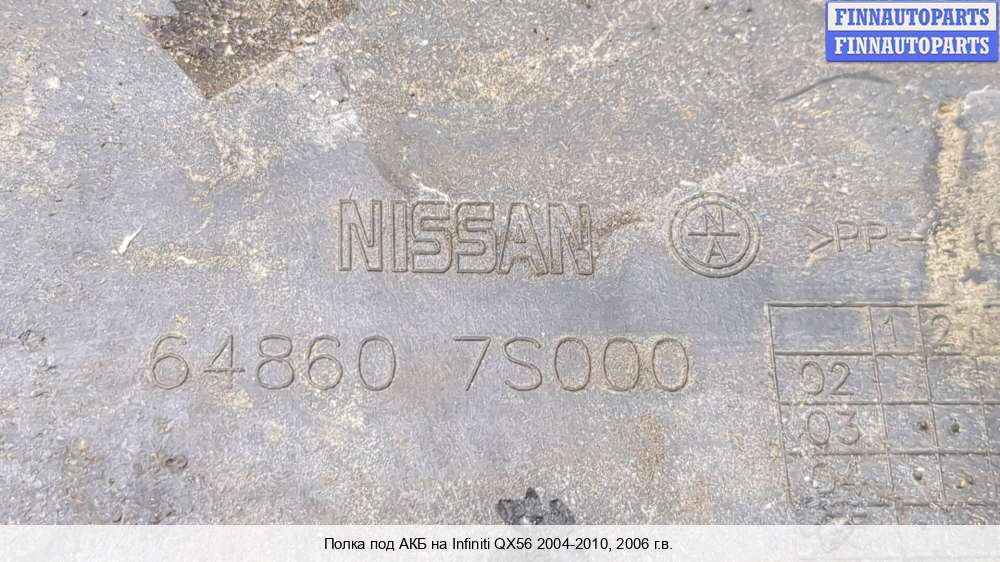 FINNAUTOPARTS
FINNAUTOPARTS
NISSAN N A >PP-
64860 7S000
1 2
02
03
Полка под АКБ на Infiniti QX56 2004-2010, 2006 г.в.